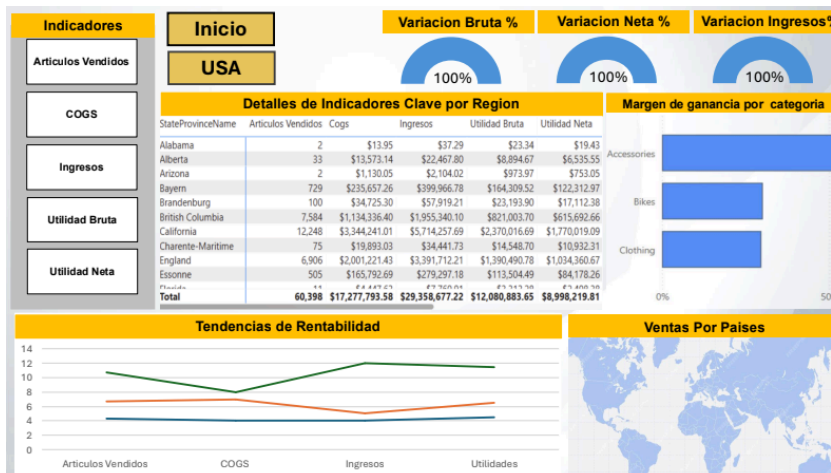 Indicadores
Articulos Vendidos
COGS
Ingresos
Utilidad Bruta
Utilidad Neta
Inicio
USA
Variacion Bruta %
100%
Variacion Neta %
100%
Variacion Ingresos%
100%
Detalles de Indicadores Clave por Region
StateProvinceName Articulos Vendidos Cogs Ingresos Utilidad Bruta Utilidad Neta
Alabama 2 $13.95 $37.29 $23.34 $19.43
Alberta 33 $13,573.14 $22,467.80 $8,894.67 $6,535.55
Arizona 2 $1,130.05 $2,104.02 $973.97 $753.05
Bayern 729 $235,657.26 $399,966.78 $164,309.52 $122,312.97
Brandenburg 100 $34,725.30 $57,919.21 $23,193.90 $17,112.38
British Columbia 7,584 $1,134,336.40 $1,955,340.10 $821,003.70 $615,692.66
California 12,248 $3,344,241.01 $5,714,257.69 $2,370,016.69 $1,770,019.09
Charente-Maritime 75 $19,893.03 $34,441.73 $14,548.70 $10,932.31
England 6,906 $2,001,221.43 $3,391,712.21 $1,390,490.78 $1,034,360.67
Essonne 505 $165,792.69 $279,297.18 $113,504.49 $84,178.26
Total 60,398 $17,277,793.58 $29,358,677.22 $12,080,883.65 $8,998,219.81
Margen de ganancia por categoria
Accessories
Bikes
Clothing
0%
Tendencias de Rentabilidad
14
12
10
8
6
4
2
0
Articulos Vendidos COGS Ingresos Utilidades
Ventas Por Paises